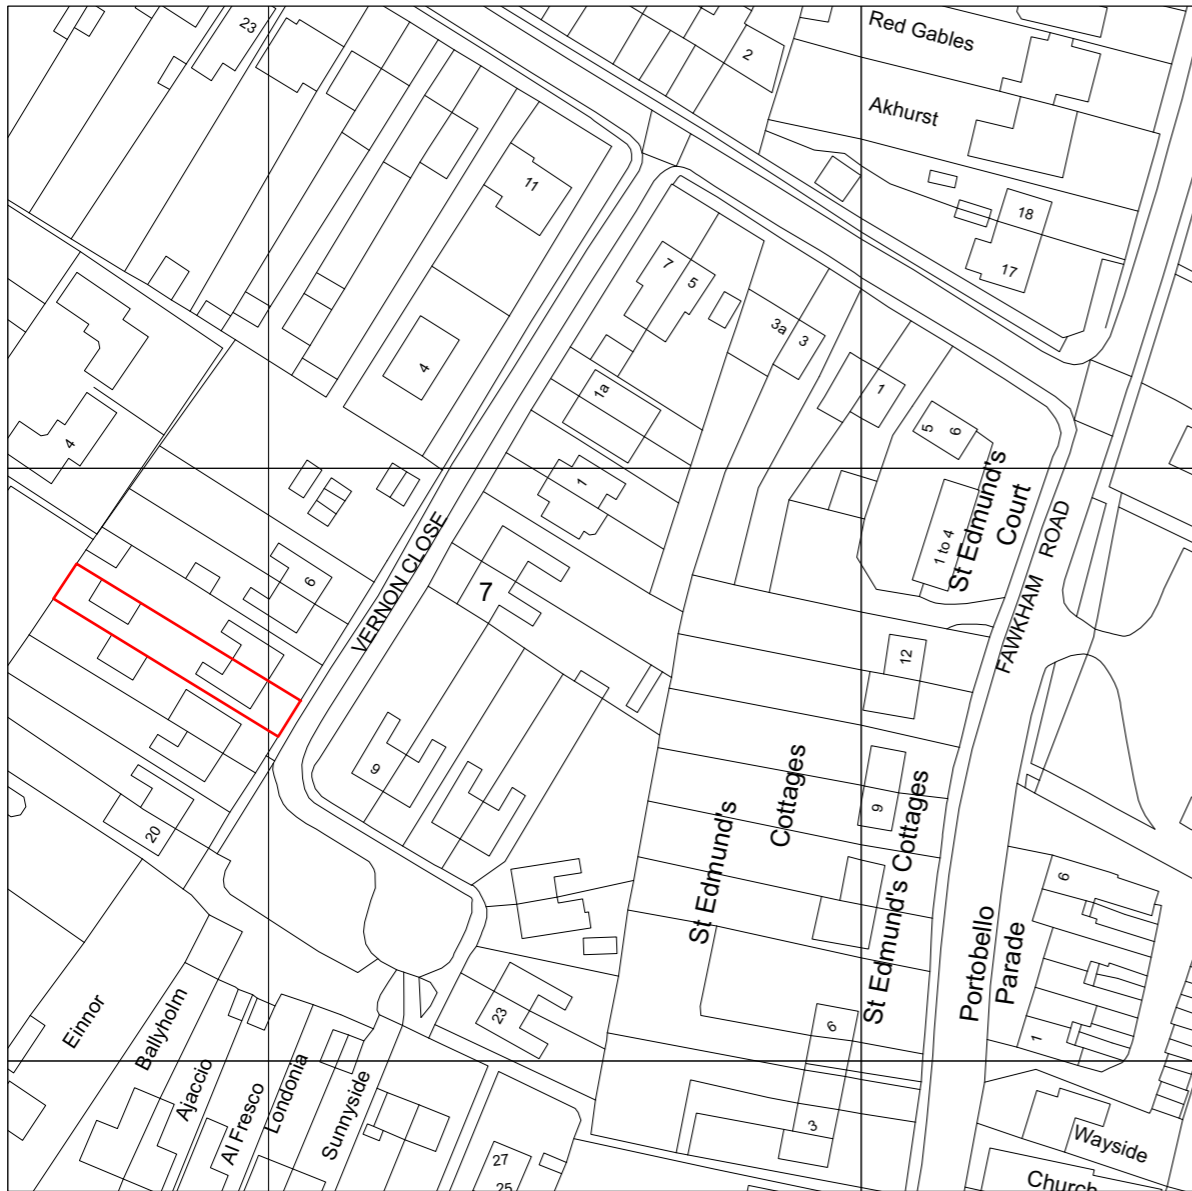 23
2
Red Gables
Akhurst
11
18
17
7
5
3a
3
4
1a
1
5
6
4
1
St Edmund's
Court
1 to 4
VERNON CLOSE
FAWKHAM ROAD
6
7
12
9
9
St Edmund's
Cottages
St Edmund's Cottages
20
6
Portobello
Parade
23
6
1
Einnor
Ballyholm
Ajaccio
Al Fresco
Londonia
Sunnyside
3
27
25
Wayside
Church